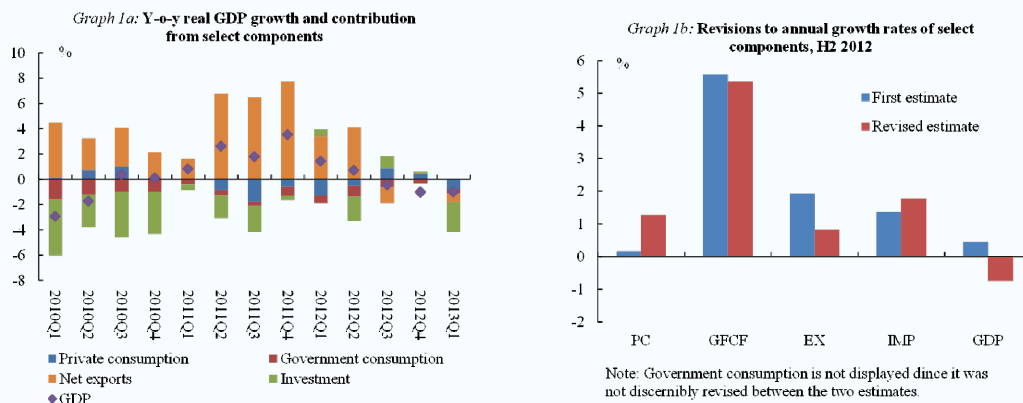 Graph 1a: Y-o-y real GDP growth and contribution
from select components
%
10
8
6
4
2
0
-2
-4
-6
-8
2010Q1
2010Q2
2010Q3
2010Q4
2011Q1
2011Q2
2011Q3
2011Q4
2012Q1
2012Q2
2012Q3
2012Q4
2013Q1
Private consumption
Government consumption
Net exports
Investment
GDP
Graph 1b: Revisions to annual growth rates of select
components, H2 2012
%
6
5
4
3
2
1
0
-1
-2
First estimate
Revised estimate
PC
GFCF
EX
IMP
GDP
Note: Government consumption is not displayed dince it was
not discernibly revised between the two estimates.